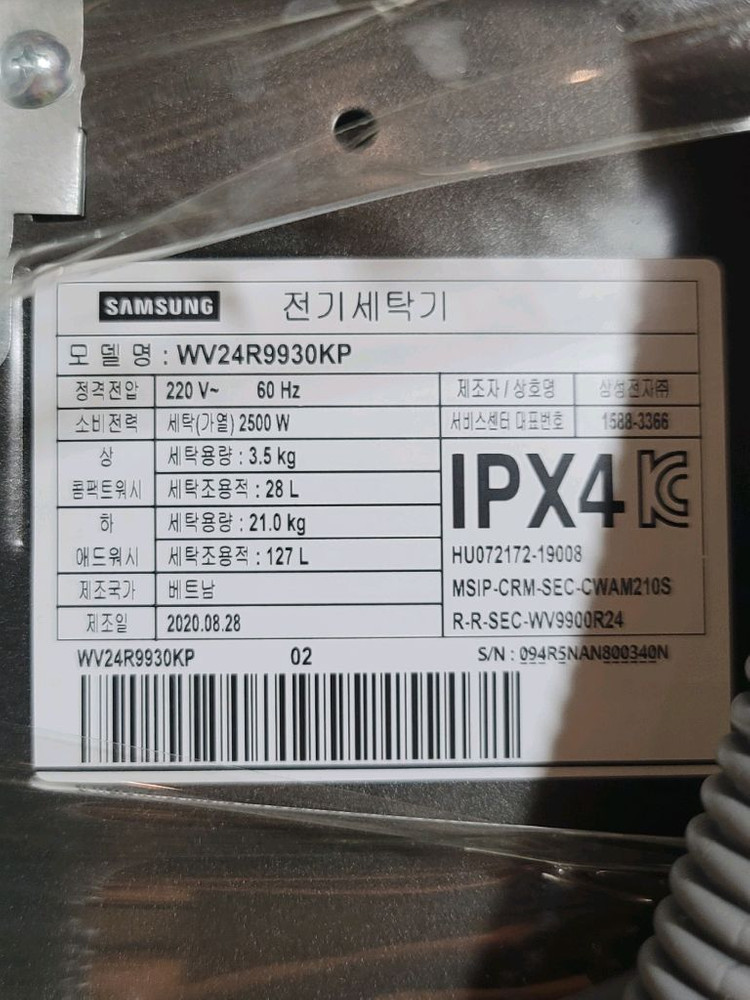 SAMSUNG 전기세탁기
모 델 명 : WV24R9930KP
정격전압 220 V~ 60 Hz 제조자/상호명 삼성전자㈜
소비전력 세탁(가열) 2500 W 서비스센터 대표번호 1588-3366
상 세탁용량 : 3.5 kg
콤팩트워시 세탁조용적 : 28 L
IPX4
하 세탁용량 : 21.0 kg
애드워시 세탁조용적 : 127 L HU072172-19008
제조국가 베트남 MSIP-CRM-SEC-CWAM210S
제조일 2020.08.28 R-R-SEC-WV9900R24
WV24R9930KP 02 S/N : 094R5NAN800340N